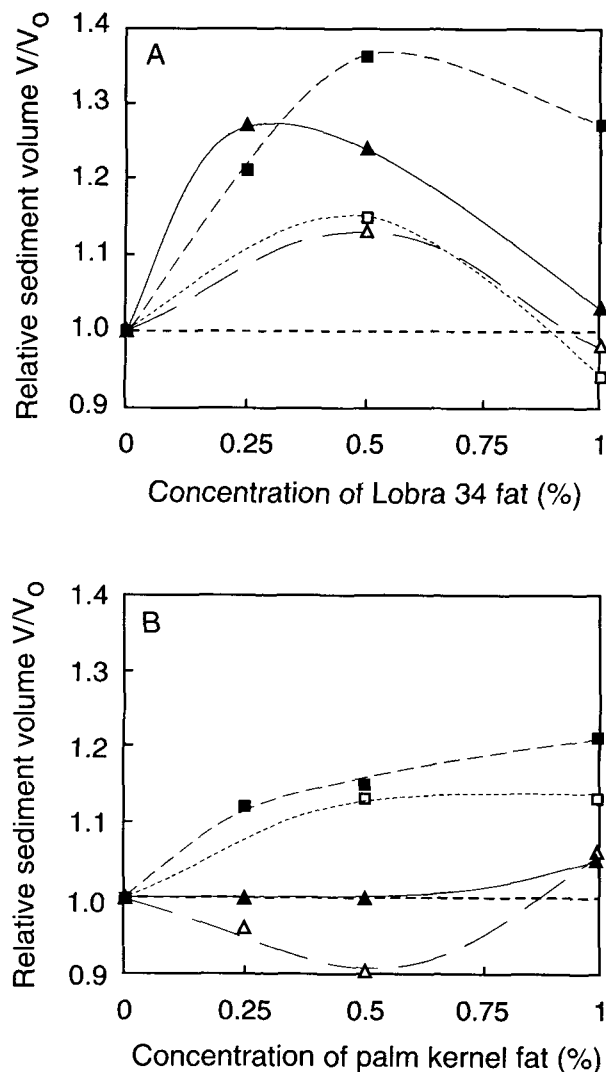 A
Relative sediment volume V/V₀
1.4
1.3
1.2
1.1
1.0
0.9
0 0.25 0.5 0.75 1
Concentration of Lobra 34 fat (%)
B
Relative sediment volume V/V₀
1.4
1.3
1.2
1.1
1.0
0.9
0 0.25 0.5 0.75 1
Concentration of palm kernel fat (%)